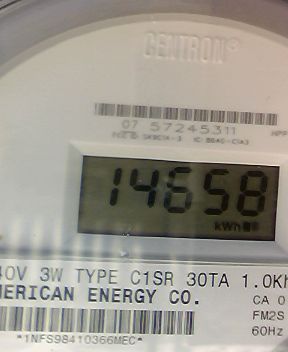 CENTRON®
07 57245311
14658
kWh
40V 3W TYPE C1SR 30TA 1.0Kh
MERICAN ENERGY CO.
CA 0
FM2S
60Hz
*1NFS98410366MEC*